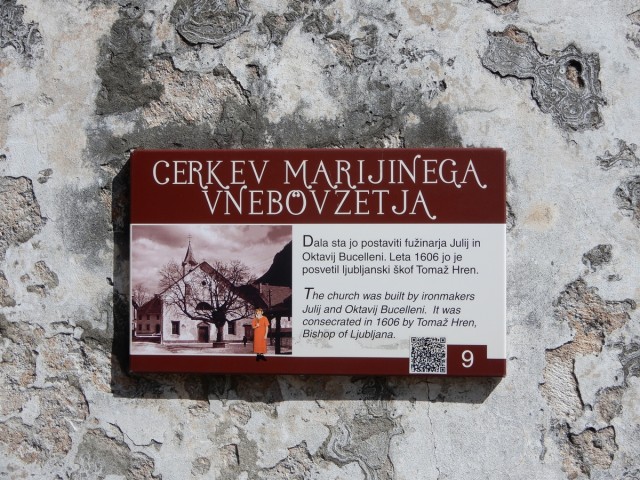 CERKEV MARIJINEGA
VNEBOVZETJA
Dala sta jo postaviti fužinarja Julij in
Oktavij Bucelleni. Leta 1606 jo je
posvetil ljubljanski škof Tomaž Hren.
The church was built by ironmakers
Julij and Oktavij Bucelleni. It was
consecrated in 1606 by Tomaž Hren,
Bishop of Ljubljana.
9